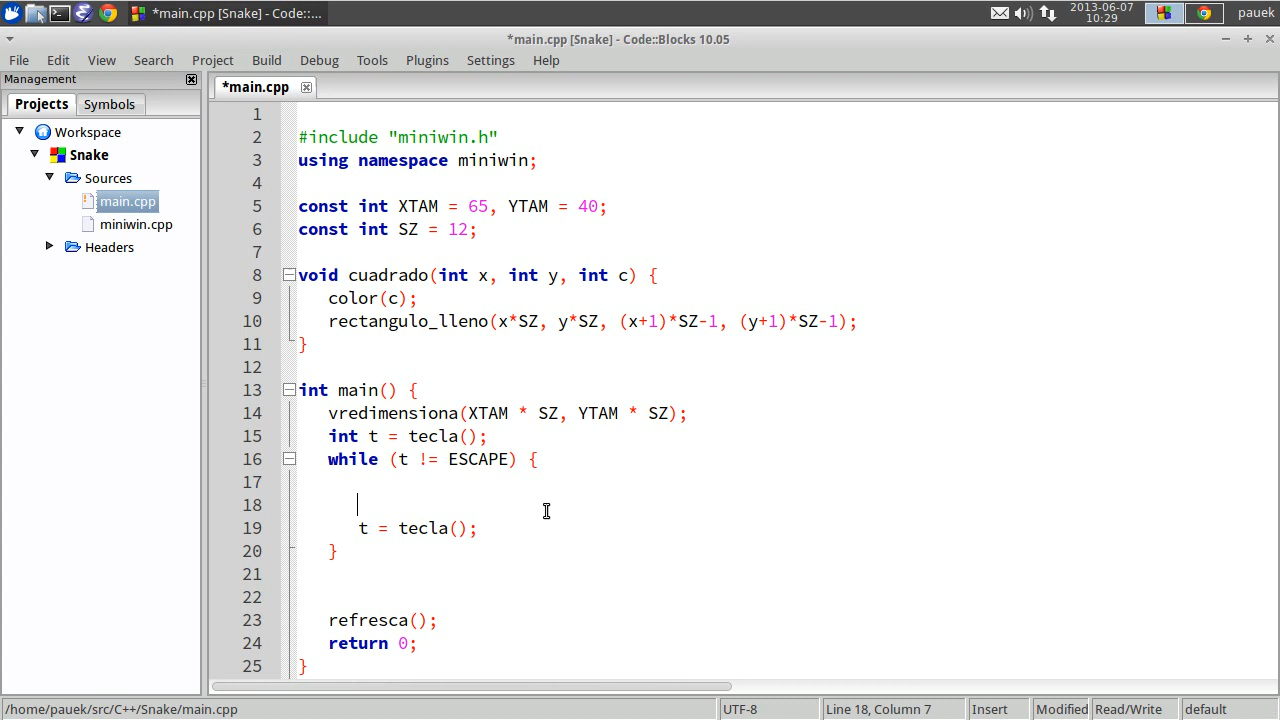 *main.cpp [Snake] - Code::...
2013-06-07
10:29
pauek
*main.cpp [Snake] - Code::Blocks 10.05
File Edit View Search Project Build Debug Tools Plugins Settings Help
Management
Projects Symbols
Workspace
Snake
Sources
main.cpp
miniwin.cpp
Headers
*main.cpp
1
2 #include "miniwin.h"
3 using namespace miniwin;
4
5 const int XTAM = 65, YTAM = 40;
6 const int SZ = 12;
7
8 void cuadrado(int x, int y, int c) {
9 color(c);
10 rectangulo_lleno(x*SZ, y*SZ, (x+1)*SZ-1, (y+1)*SZ-1);
11 }
12
13 int main() {
14 vredimensiona(XTAM * SZ, YTAM * SZ);
15 int t = tecla();
16 while (t != ESCAPE) {
17
18
19 t = tecla();
20 }
21
22
23 refresca();
24 return 0;
25 }
/home/pauek/src/C++/Snake/main.cpp UTF-8 Line 18, Column 7 Insert Modified Read/Write default